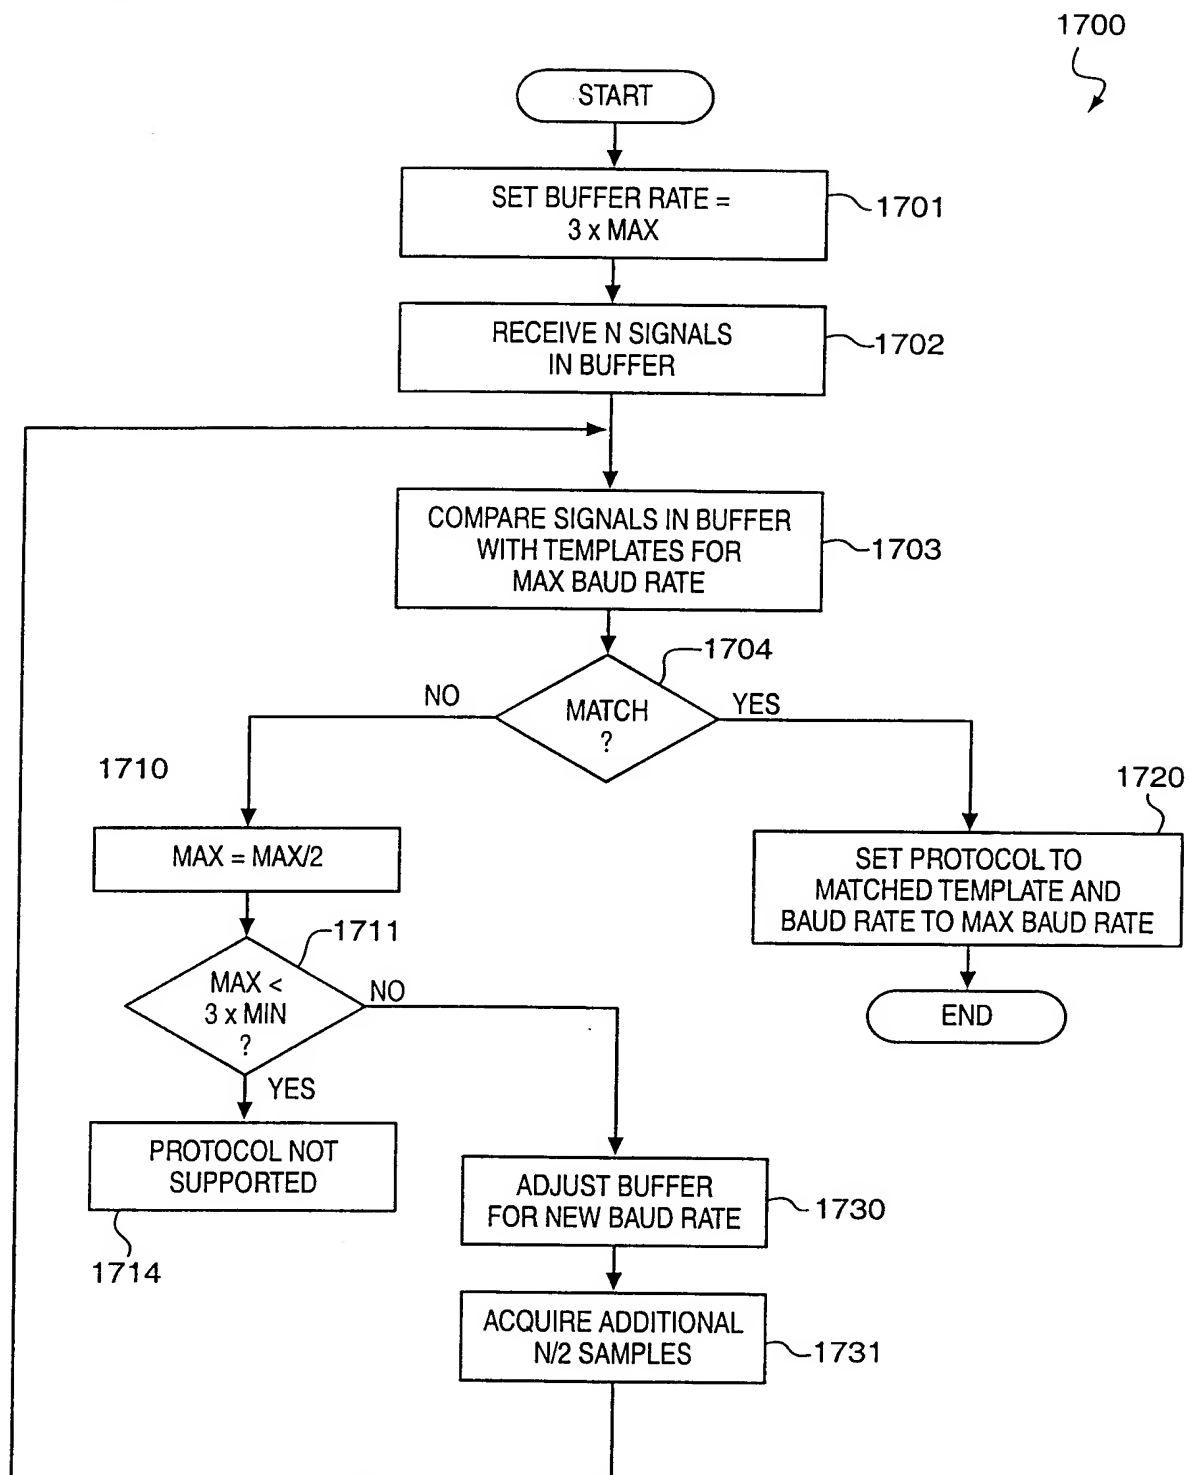 1700
START
SET BUFFER RATE =
3 x MAX
1701
RECEIVE N SIGNALS
IN BUFFER
1702
COMPARE SIGNALS IN BUFFER
WITH TEMPLATES FOR
MAX BAUD RATE
1703
1704
NO
MATCH
?
YES
1710
1720
MAX = MAX/2
SET PROTOCOL TO
MATCHED TEMPLATE AND
BAUD RATE TO MAX BAUD RATE
1711
MAX <
3 x MIN
?
NO
END
YES
PROTOCOL NOT
SUPPORTED
1714
ADJUST BUFFER
FOR NEW BAUD RATE
1730
ACQUIRE ADDITIONAL
N/2 SAMPLES
1731